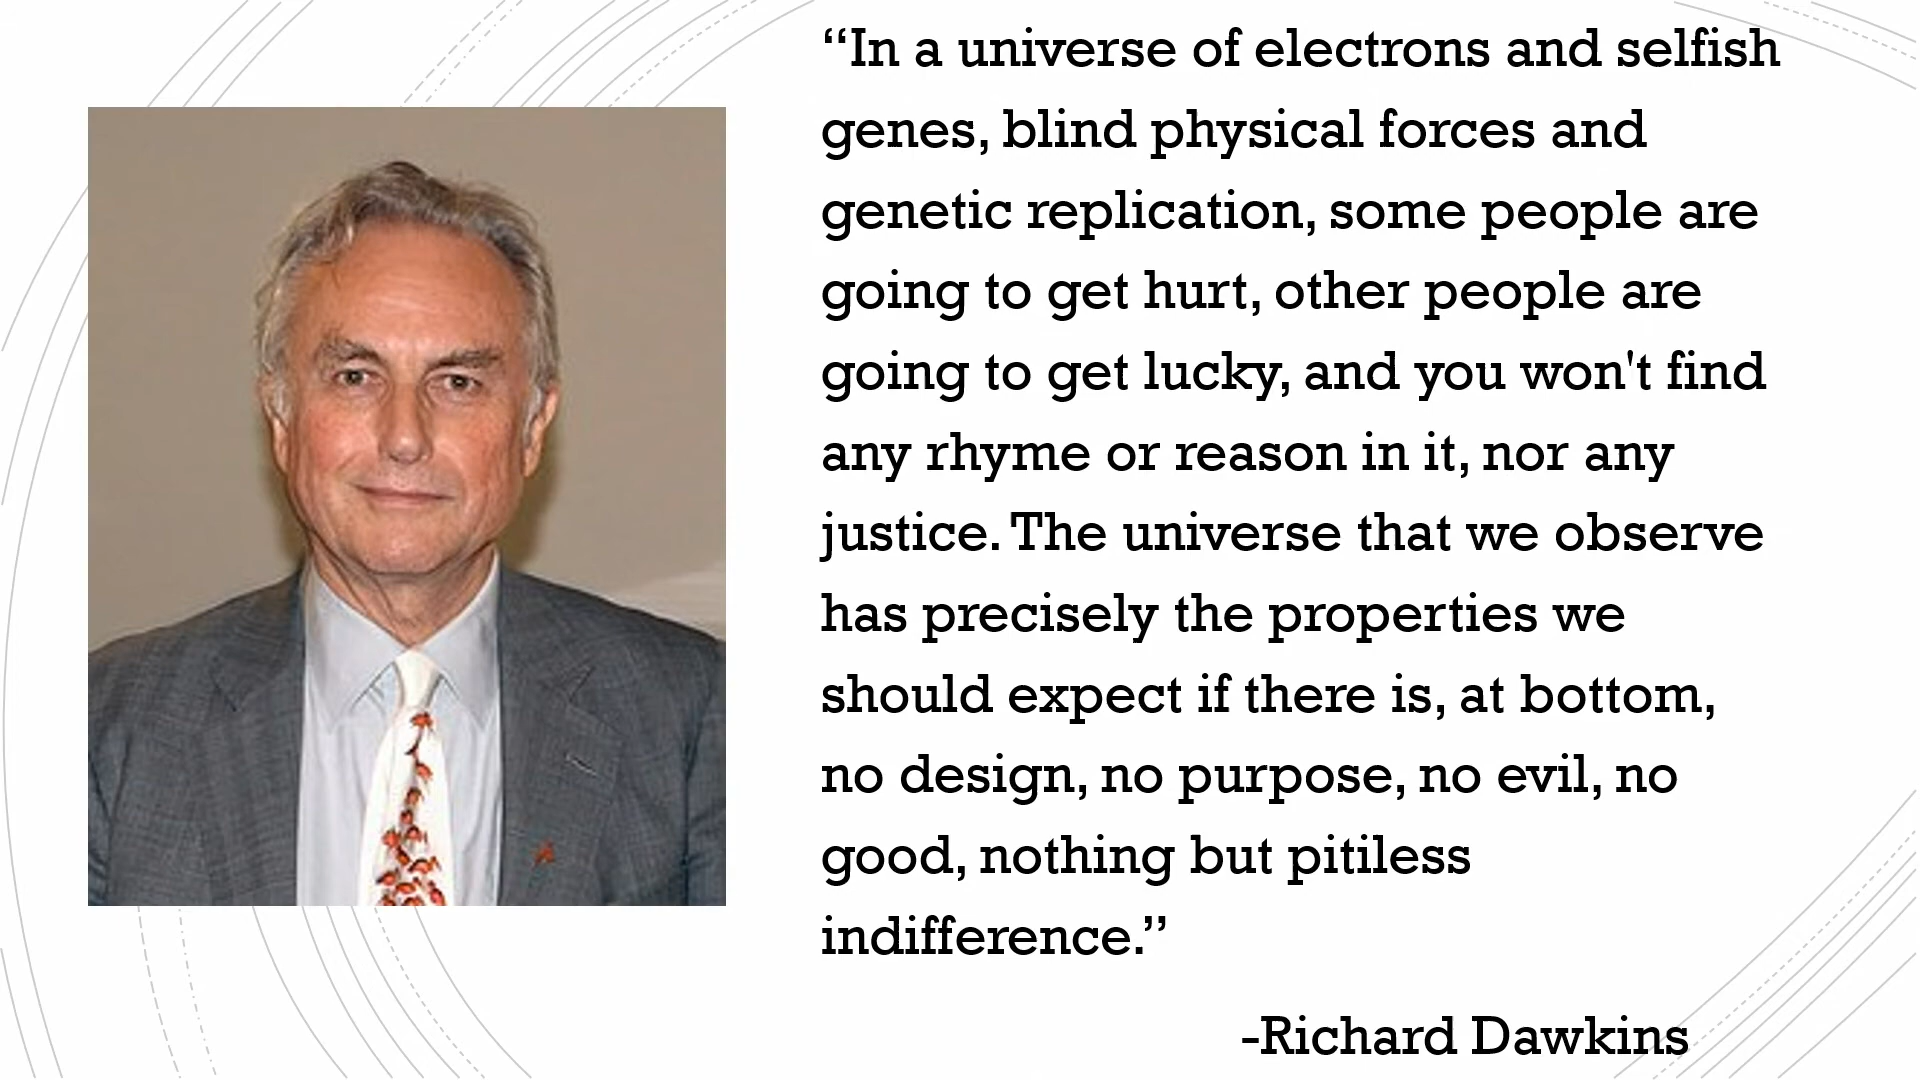 “In a universe of electrons and selfish
genes, blind physical forces and
genetic replication, some people are
going to get hurt, other people are
going to get lucky, and you won't find
any rhyme or reason in it, nor any
justice. The universe that we observe
has precisely the properties we
should expect if there is, at bottom,
no design, no purpose, no evil, no
good, nothing but pitiless
indifference.”
-Richard Dawkins